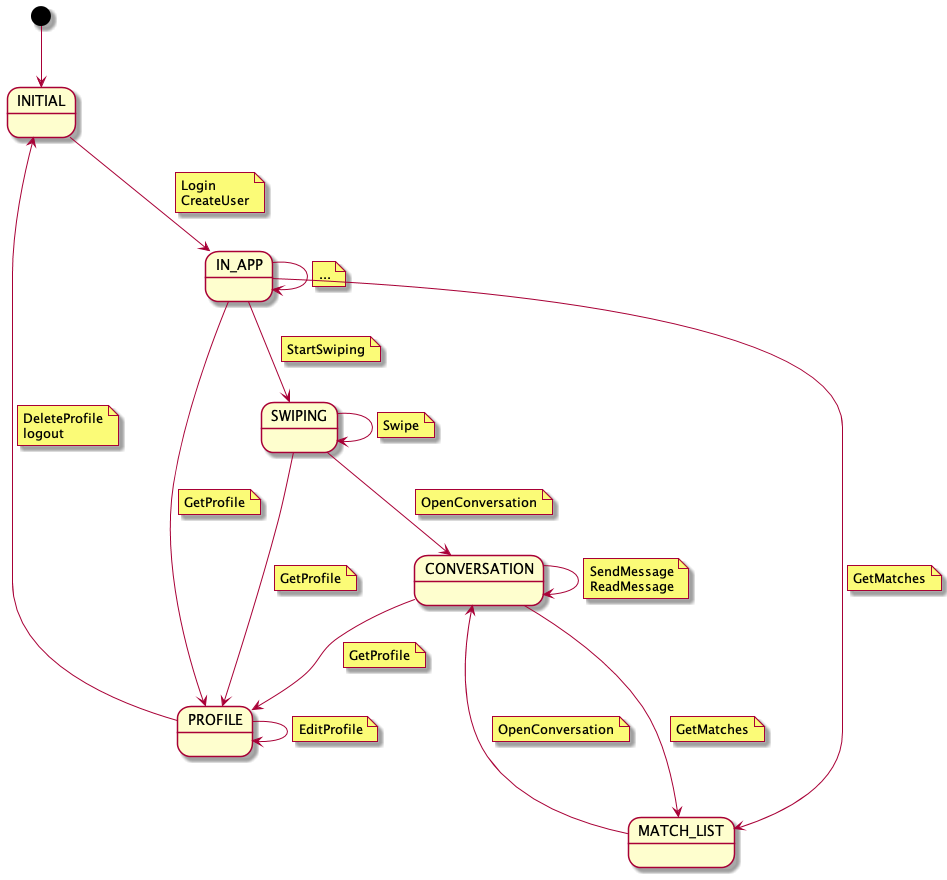 INITIAL
Login
CreateUser
IN_APP
...
StartSwiping
DeleteProfile
logout
SWIPING
Swipe
GetProfile
OpenConversation
GetProfile
CONVERSATION
SendMessage
ReadMessage
GetMatches
GetProfile
PROFILE
EditProfile
OpenConversation
GetMatches
MATCH_LIST